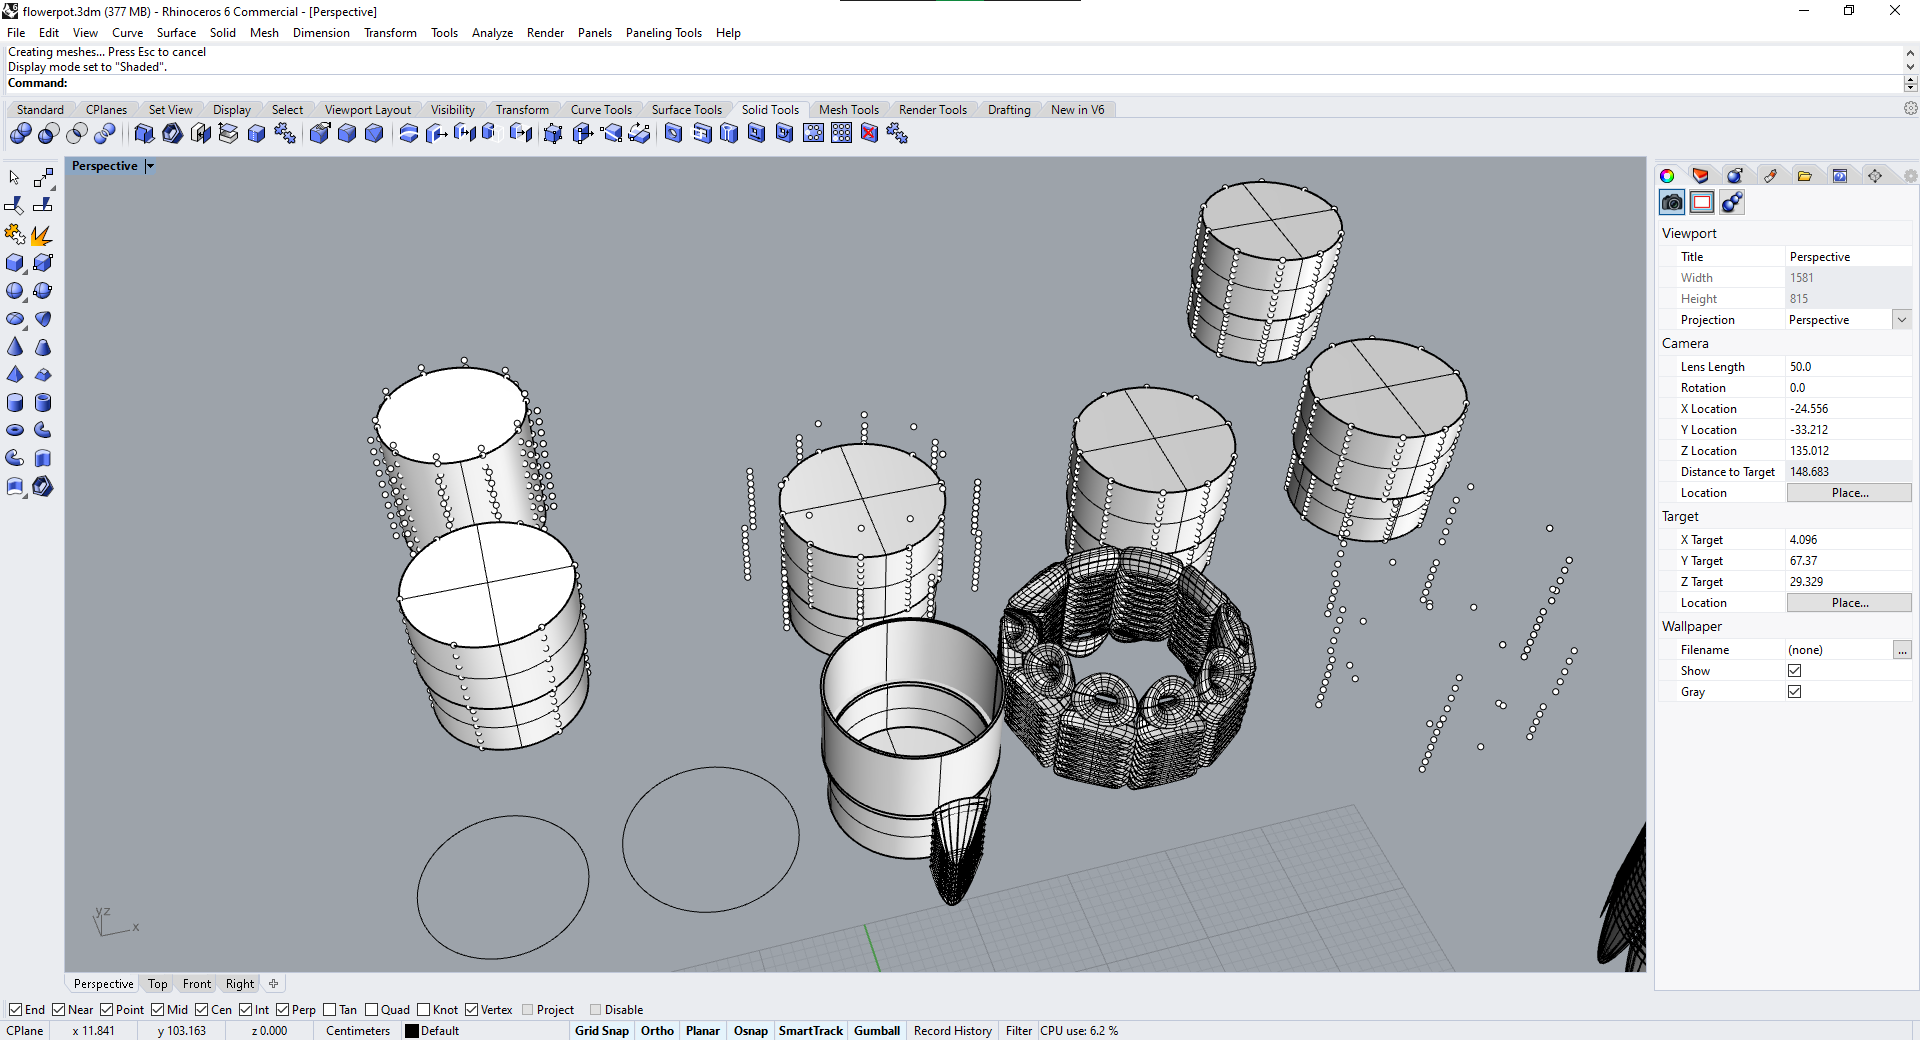 flowerpot.3dm (377 MB) - Rhinoceros 6 Commercial - [Perspective]
File Edit View Curve Surface Solid Mesh Dimension Transform Tools Analyze Render Panels Paneling Tools Help
Creating meshes... Press Esc to cancel
Display mode set to "Shaded".
Command:
Standard CPlanes Set View Display Select Viewport Layout Visibility Transform Curve Tools Surface Tools Solid Tools Mesh Tools Render Tools Drafting New in V6
Perspective
Viewport
Title Perspective
Width 1581
Height 815
Projection Perspective
Camera
Lens Length 50.0
Rotation 0.0
X Location -24.556
Y Location -33.212
Z Location 135.012
Distance to Target 148.683
Location Place...
Target
X Target 4.096
Y Target 67.37
Z Target 29.329
Location Place...
Wallpaper
Filename (none) ...
Show
Gray
y z
x
Perspective Top Front Right
End Near Point Mid Cen Int Perp Tan Quad Knot Vertex Project Disable
CPlane x 11.841 y 103.163 z 0.000 Centimeters Default Grid Snap Ortho Planar Osnap SmartTrack Gumball Record History Filter CPU use: 6.2 %